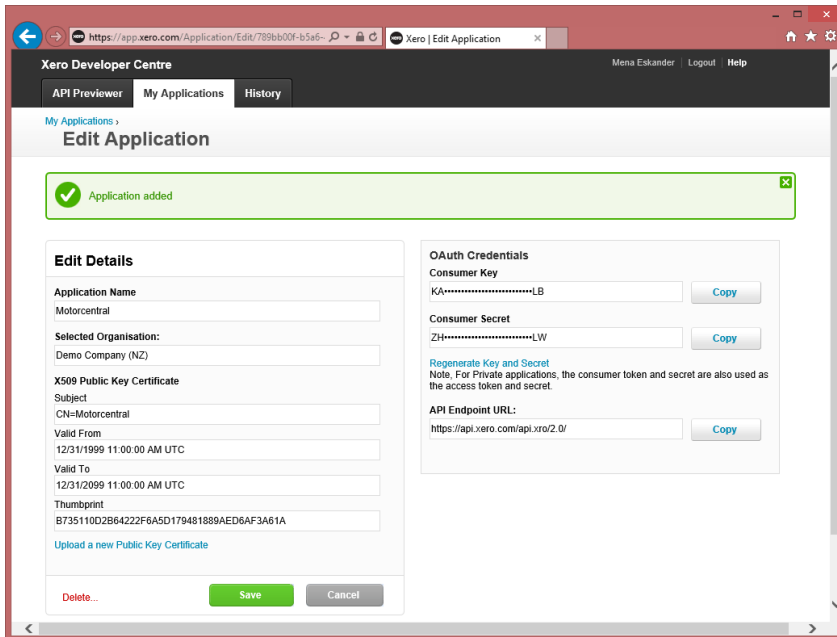 https://app.xero.com/Application/Edit/789bb00f-b5a6-
Xero | Edit Application
Xero Developer Centre
Mena Eskander | Logout | Help
API Previewer
My Applications
History
My Applications ›
Edit Application
Application added
Edit Details
Application Name
Motorcentral
Selected Organisation:
Demo Company (NZ)
X509 Public Key Certificate
Subject
CN=Motorcentral
Valid From
12/31/1999 11:00:00 AM UTC
Valid To
12/31/2099 11:00:00 AM UTC
Thumbprint
B735110D2B64222F6A5D179481889AED6AF3A61A
Upload a new Public Key Certificate
Delete...
Save
Cancel
OAuth Credentials
Consumer Key
KA••••••••••••••••••••••••••LB
Copy
Consumer Secret
ZH••••••••••••••••••••••••••LW
Copy
Regenerate Key and Secret
Note, For Private applications, the consumer token and secret are also used as
the access token and secret.
API Endpoint URL:
https://api.xero.com/api.xro/2.0/
Copy